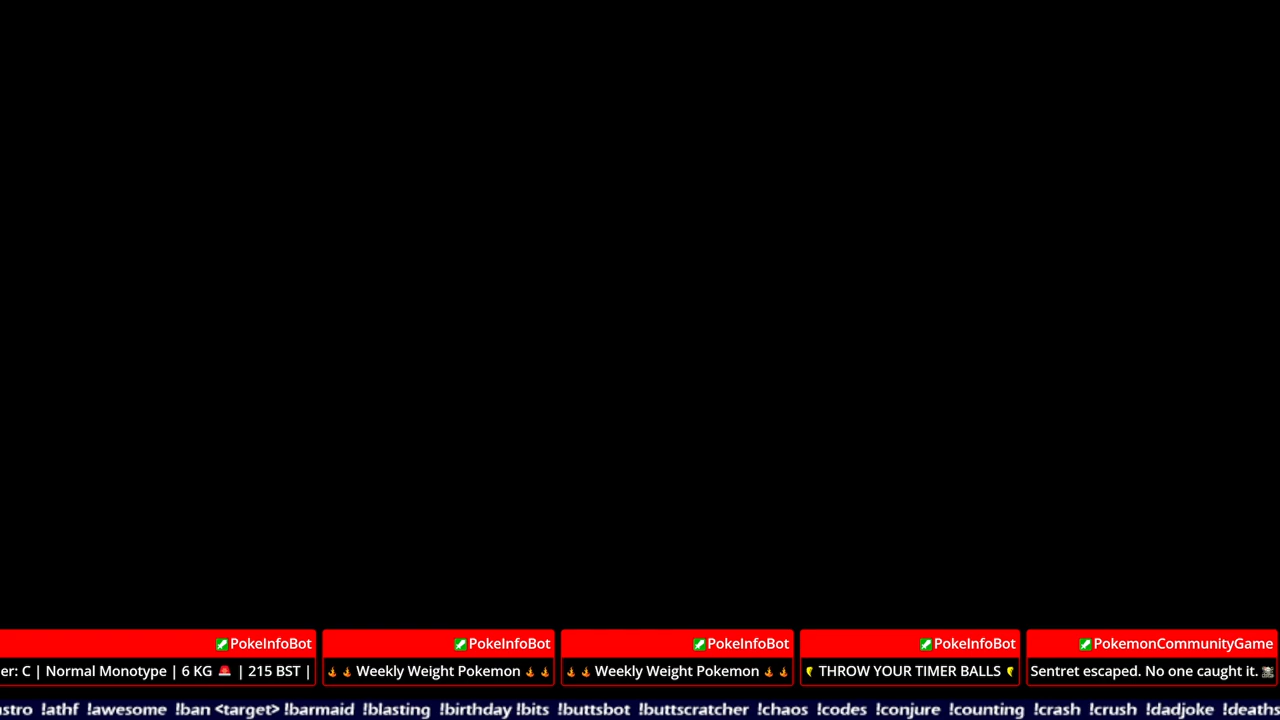 PokeInfoBot PokeInfoBot PokeInfoBot PokeInfoBot PokemonCommunityGame
er: C | Normal Monotype | 6 KG 🚨 | 215 BST | 🔥🔥 Weekly Weight Pokemon 🔥🔥 🔥🔥 Weekly Weight Pokemon 🔥🔥 THROW YOUR TIMER BALLS Sentret escaped. No one caught it.
astro !athf !awesome !ban <target> !barmaid !blasting !birthday !bits !buttsbot !buttscratcher !chaos !codes !conjure !counting !crash !crush !dadjoke !deaths